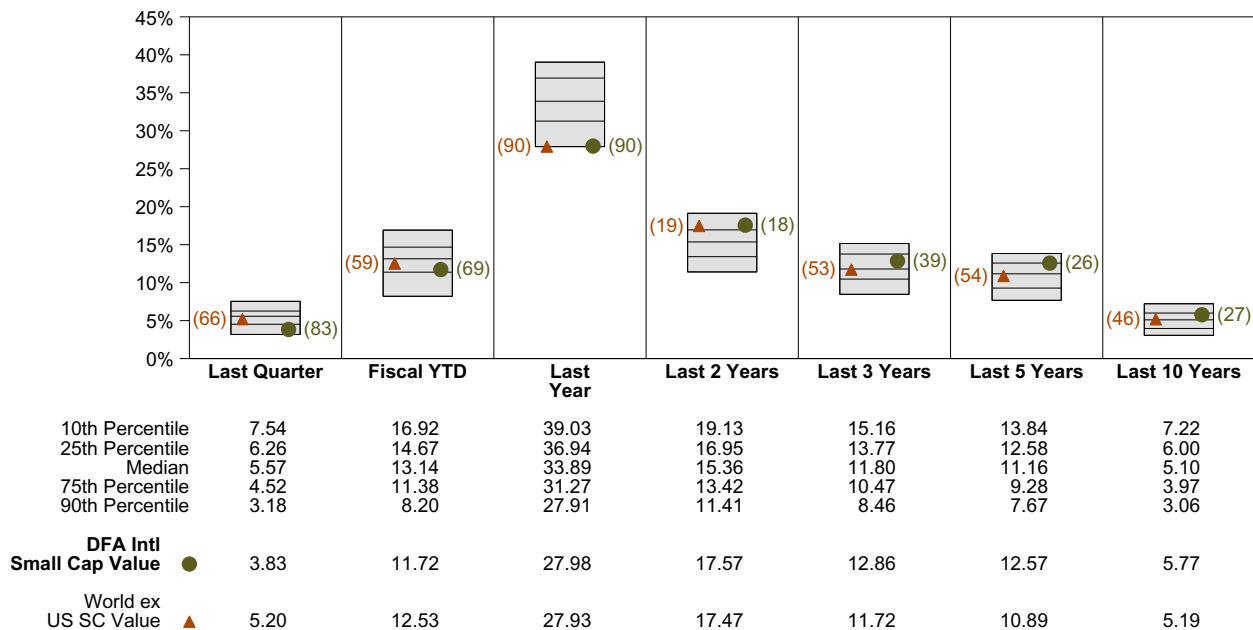 45%
40%
35%
30%
25%
20%
15%
10%
5%
0%
(66) (83)
(59) (69)
(90) (90)
(19) (18)
(53) (39)
(54) (26)
(46) (27)
Last Quarter Fiscal YTD Last Year Last 2 Years Last 3 Years Last 5 Years Last 10 Years
10th Percentile 7.54 16.92 39.03 19.13 15.16 13.84 7.22
25th Percentile 6.26 14.67 36.94 16.95 13.77 12.58 6.00
Median 5.57 13.14 33.89 15.36 11.80 11.16 5.10
75th Percentile 4.52 11.38 31.27 13.42 10.47 9.28 3.97
90th Percentile 3.18 8.20 27.91 11.41 8.46 7.67 3.06
DFA Intl
Small Cap Value 3.83 11.72 27.98 17.57 12.86 12.57 5.77
World ex
US SC Value 5.20 12.53 27.93 17.47 11.72 10.89 5.19